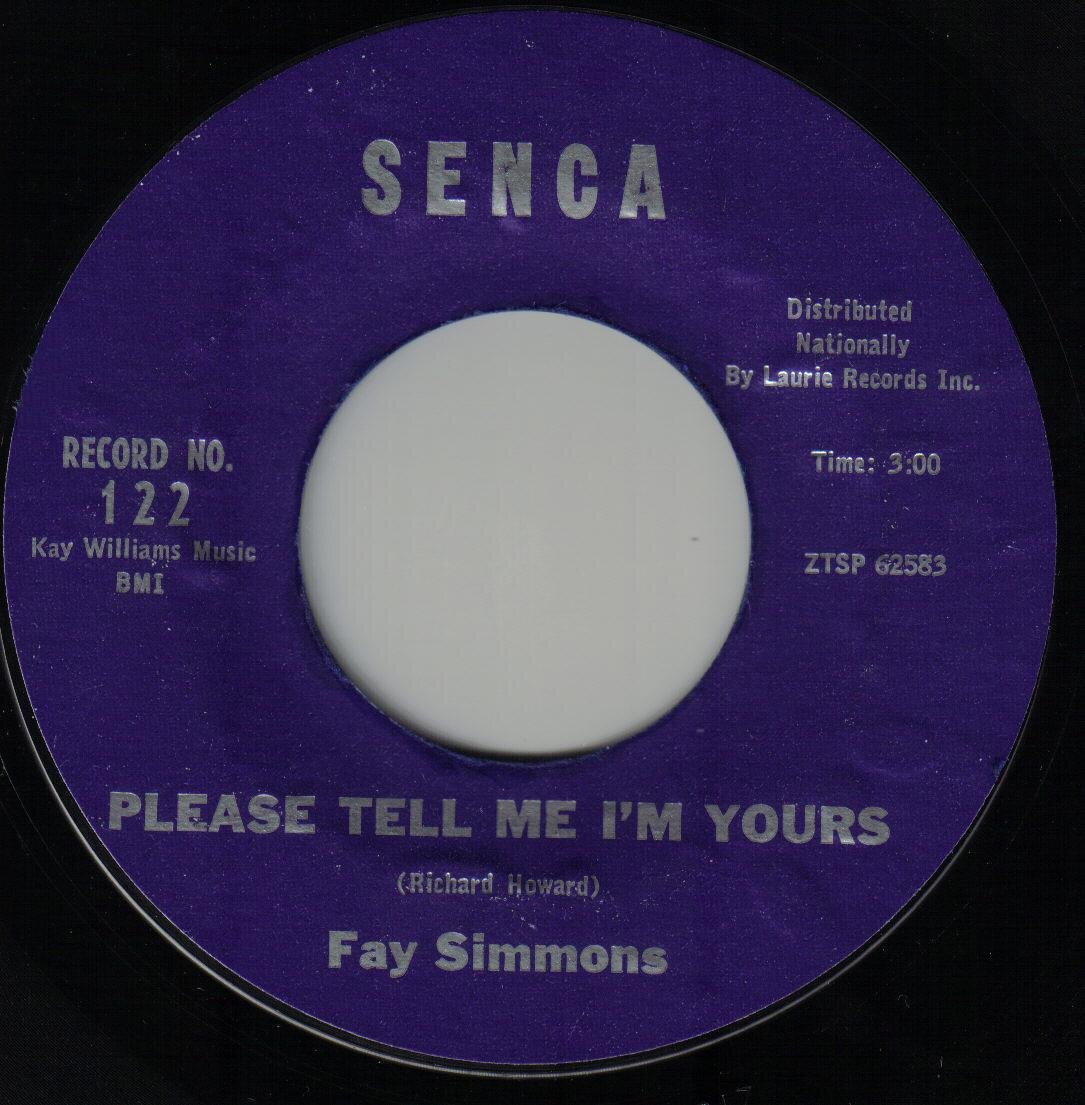 SENCA
Distributed
Nationally
By Laurie Records Inc.
RECORD NO.
122
Kay Williams Music
BMI
Time: 3:00
ZTSP 62583
PLEASE TELL ME I'M YOURS
(Richard Howard)
Fay Simmons